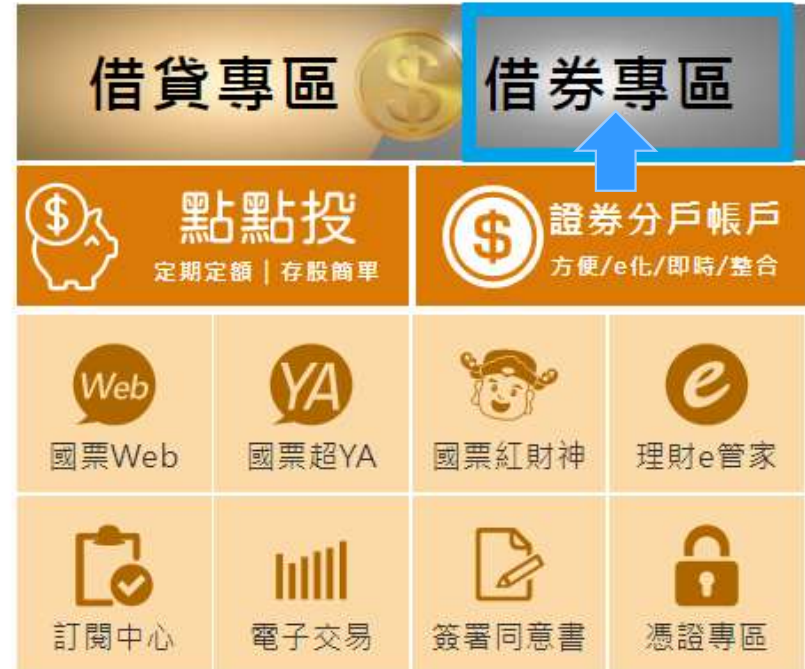 借貸專區
借券專區
點點投
定期定額|存股簡單
證券分戶帳戶
方便/e化/即時/整合
Web
國票Web
YA
國票超YA
國票紅財神
e
理財e管家
訂閱中心
電子交易
簽署同意書
憑證專區